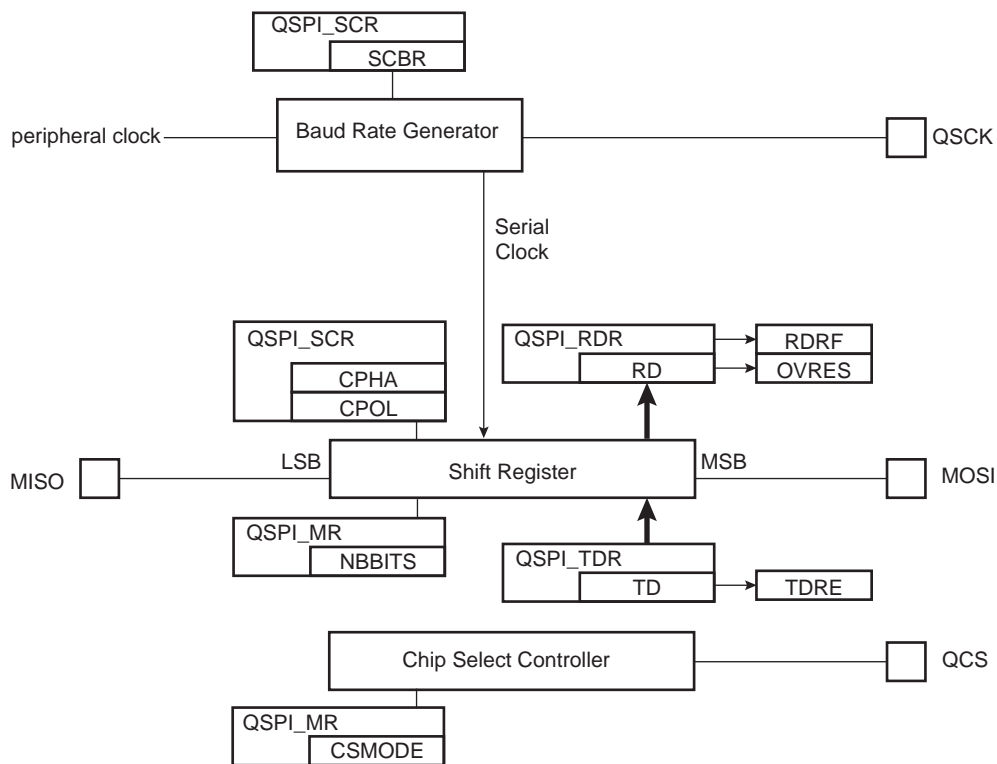 QSPI_SCR
SCBR
peripheral clock
Baud Rate Generator
QSCK
Serial
Clock
QSPI_SCR
CPHA
CPOL
QSPI_RDR
RD
RDRF
OVRES
MISO
LSB
Shift Register
MSB
MOSI
QSPI_MR
NBBITS
QSPI_TDR
TD
TDRE
Chip Select Controller
QCS
QSPI_MR
CSMODE